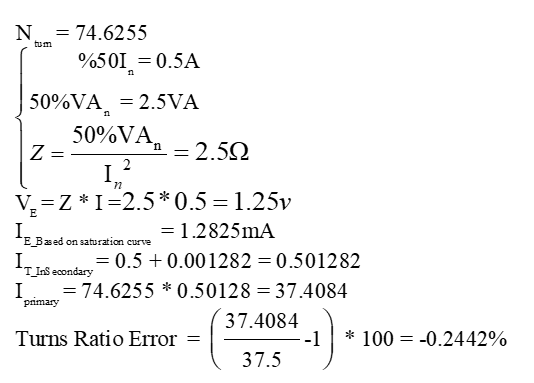 N_turn = 74.6255
%50I_n = 0.5A
50%VA_n = 2.5VA
Z = 50%VA_n / I_n^2 = 2.5Ω
V_E = Z * I =2.5 * 0.5 = 1.25v
I_E_Based on saturation curve = 1.2825mA
I_T_InSecondary = 0.5 + 0.001282 = 0.501282
I_primary = 74.6255 * 0.50128 = 37.4084
Turns Ratio Error = (37.4084 / 37.5 -1) * 100 = -0.2442%